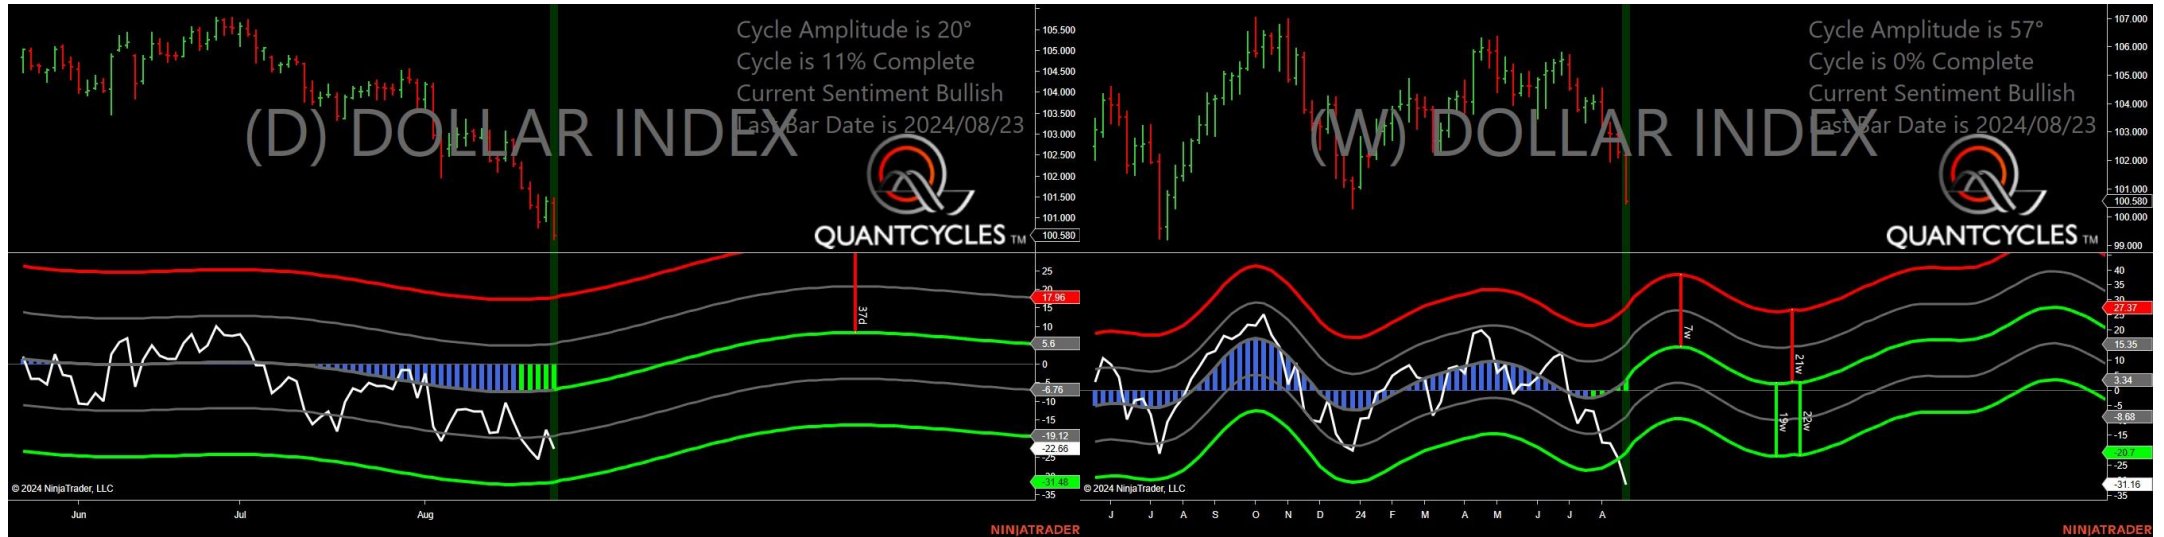 Cycle Amplitude is 20°
Cycle is 11% Complete
Current Sentiment Bullish
Last Bar Date is 2024/08/23
(D) DOLLAR INDEX
QUANTCYCLES TM
105.500
105.000
104.500
104.000
103.500
103.000
102.500
102.000
101.500
101.000
100.580
25
20
17.96
15
10
5.6
0
-5
-6.76
-10
-15
-19.12
-22.66
-25
-31.48
-35
37d
© 2024 NinjaTrader, LLC
Jun
Jul
Aug
NINJATRADER
Cycle Amplitude is 57°
Cycle is 0% Complete
Current Sentiment Bullish
Last Bar Date is 2024/08/23
(W) DOLLAR INDEX
QUANTCYCLES TM
107.000
106.000
105.000
104.000
103.000
102.000
101.000
100.580
100.000
99.000
40
35
30
27.37
25
20
15.35
10
5
3.34
0
-5
-8.68
-15
-20.7
-25
-31.16
-35
7w
21w
19w
22w
© 2024 NinjaTrader, LLC
J
J
A
S
O
N
D
24
F
M
A
M
J
J
A
NINJATRADER